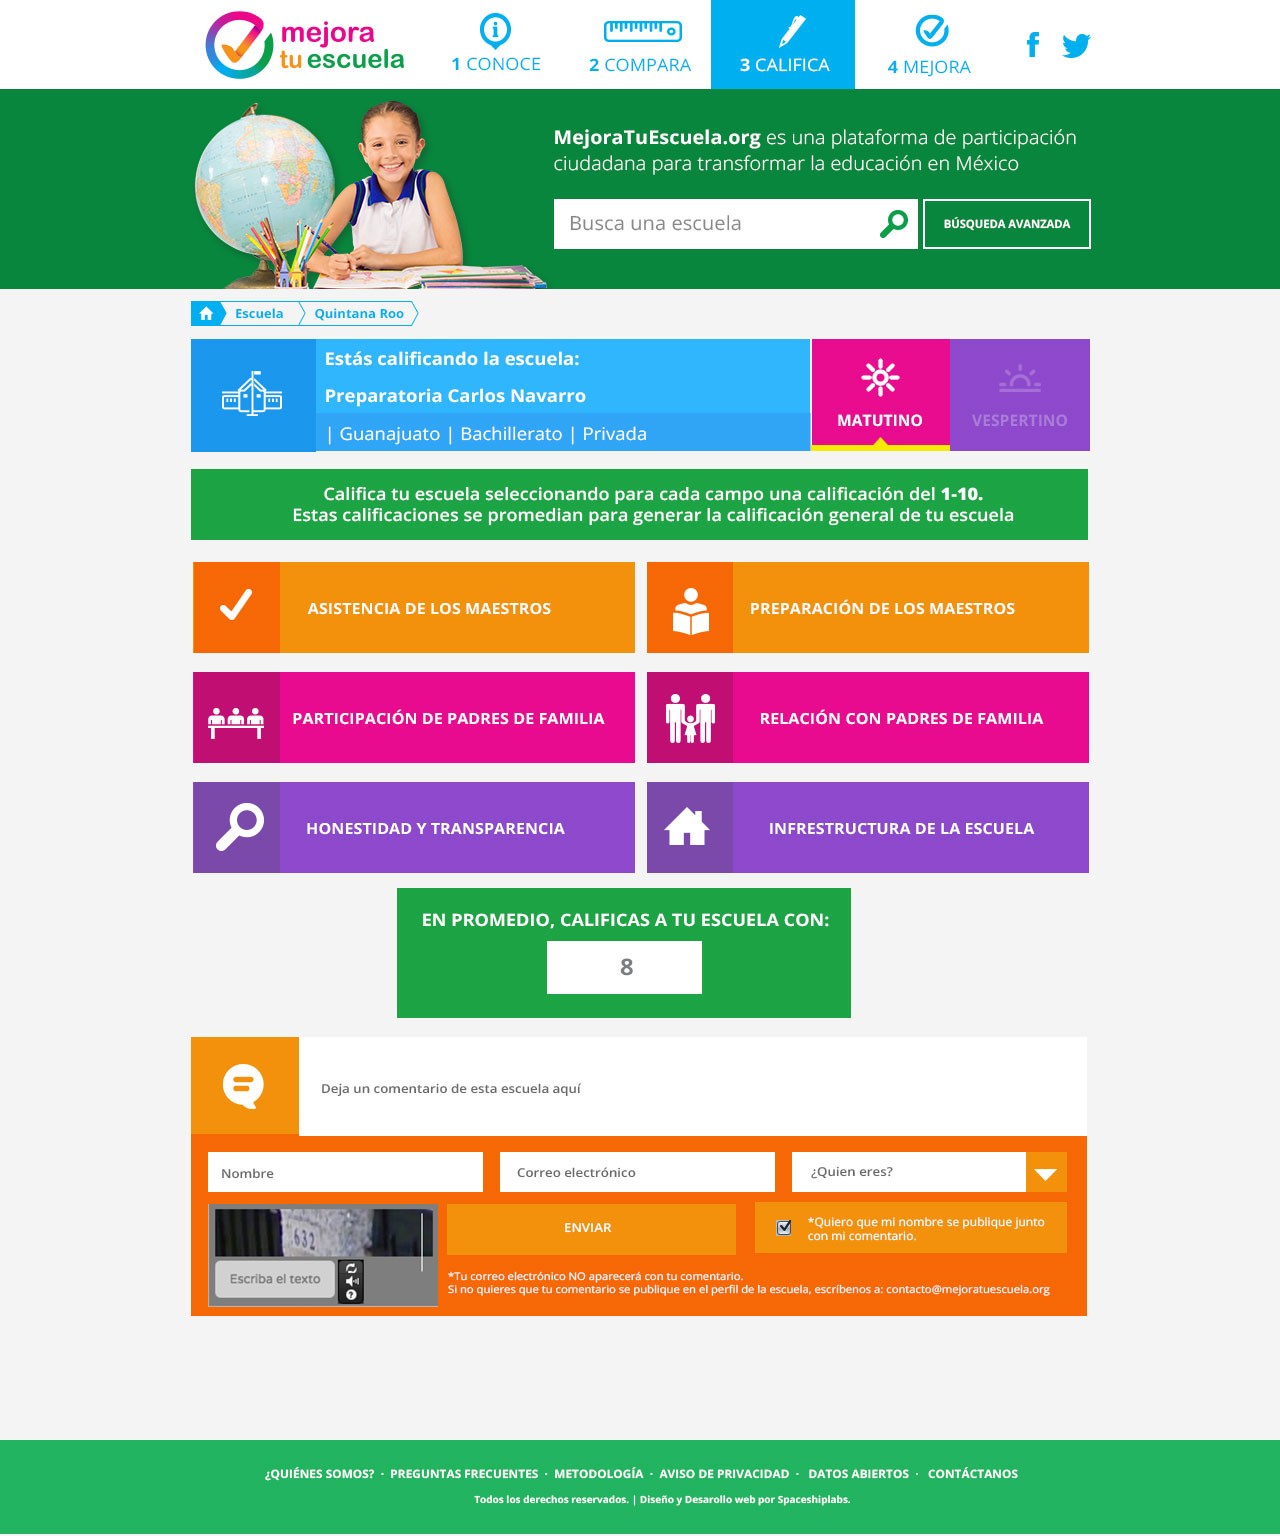 mejora
tu escuela
1 CONOCE
2 COMPARA
3 CALIFICA
4 MEJORA
MejoraTuEscuela.org es una plataforma de participación
ciudadana para transformar la educación en México
Busca una escuela
BÚSQUEDA AVANZADA
Escuela
Quintana Roo
Estás calificando la escuela:
Preparatoria Carlos Navarro
| Guanajuato | Bachillerato | Privada
MATUTINO
VESPERTINO
Califica tu escuela seleccionando para cada campo una calificación del 1-10.
Estas calificaciones se promedian para generar la calificación general de tu escuela
ASISTENCIA DE LOS MAESTROS
PREPARACIÓN DE LOS MAESTROS
PARTICIPACIÓN DE PADRES DE FAMILIA
RELACIÓN CON PADRES DE FAMILIA
HONESTIDAD Y TRANSPARENCIA
INFRESTRUCTURA DE LA ESCUELA
EN PROMEDIO, CALIFICAS A TU ESCUELA CON:
8
Deja un comentario de esta escuela aquí
Nombre
Correo electrónico
¿Quien eres?
632
Escriba el texto
ENVIAR
*Quiero que mi nombre se publique junto
con mi comentario.
*Tu correo electrónico NO aparecerá con tu comentario.
Si no quieres que tu comentario se publique en el perfil de la escuela, escríbenos a: contacto@mejoratuescuela.org
¿QUIÉNES SOMOS? · PREGUNTAS FRECUENTES · METODOLOGÍA · AVISO DE PRIVACIDAD · DATOS ABIERTOS · CONTÁCTANOS
Todos los derechos reservados. | Diseño y Desarollo web por Spaceshiplabs.